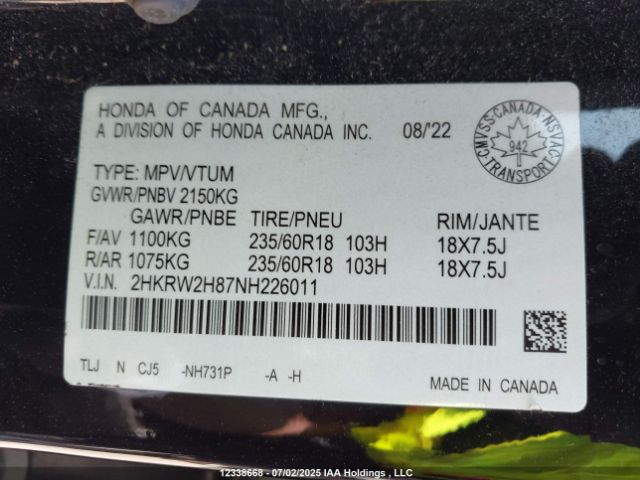 HONDA OF CANADA MFG.,
A DIVISION OF HONDA CANADA INC. 08/'22
CMVSS·CANADA·NSVAC
942
TRANSPORT
TYPE: MPV/VTUM
GVWR/PNBV 2150KG
GAWR/PNBE TIRE/PNEU RIM/JANTE
F/AV 1100KG 235/60R18 103H 18X7.5J
R/AR 1075KG 235/60R18 103H 18X7.5J
V.I.N. 2HKRW2H87NH226011
TLJ N CJ5 -NH731P -A -H
MADE IN CANADA
12338668 - 07/02/2025 IAA Holdings , LLC